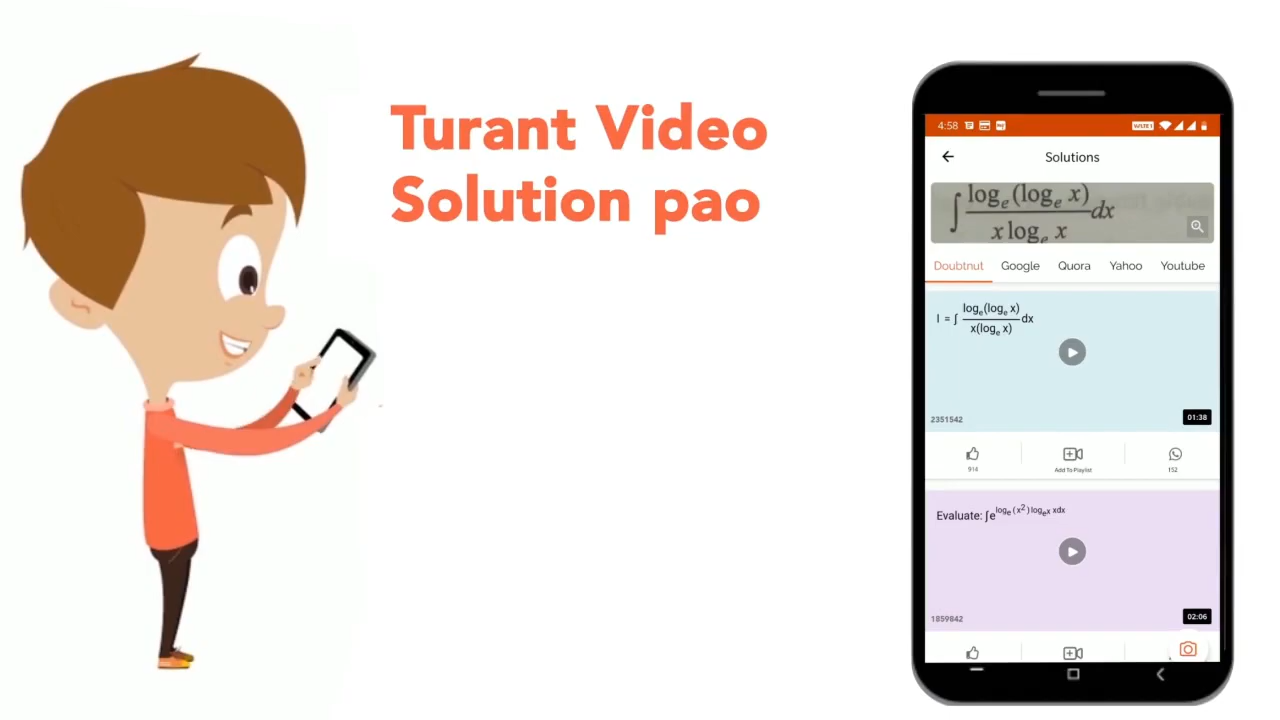 Turant Video
Solution pao
4:58
Solutions
∫ logₑ(logₑ x) / x logₑ x dx
Doubtnut Google Quora Yahoo Youtube
I = ∫ logₑ(logₑ x) / x(logₑ x) dx
2351542 01:38
914 Add To Playlist 152
Evaluate: ∫e^logₑ(x²)logₑx xdx
1859842 02:06